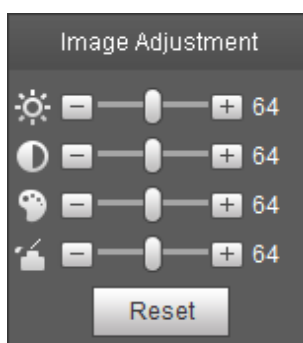 Image Adjustment
- + 64
- + 64
- + 64
- + 64
Reset